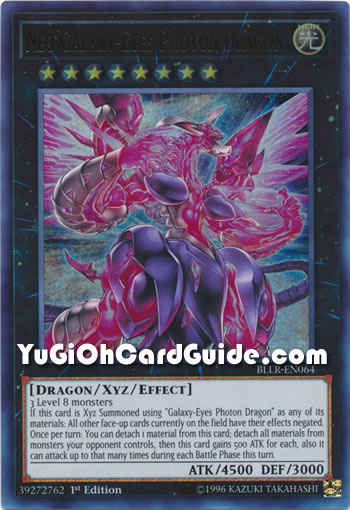 NEO GALAXY-EYES PHOTON DRAGON
LIGHT
光
YuGiOhCardGuide.com
BLLR-EN064
[DRAGON/XYZ/EFFECT]
3 Level 8 monsters
If this card is Xyz Summoned using "Galaxy-Eyes Photon Dragon" as any of its
materials: All other face-up cards currently on the field have their effects negated.
Once per turn: You can detach 1 material from this card; detach all materials from
monsters your opponent controls, then this card gains 500 ATK for each, also it
can attack up to that many times during each Battle Phase this turn.
ATK/4500 DEF/3000
39272762 1st Edition ©1996 KAZUKI TAKAHASHI